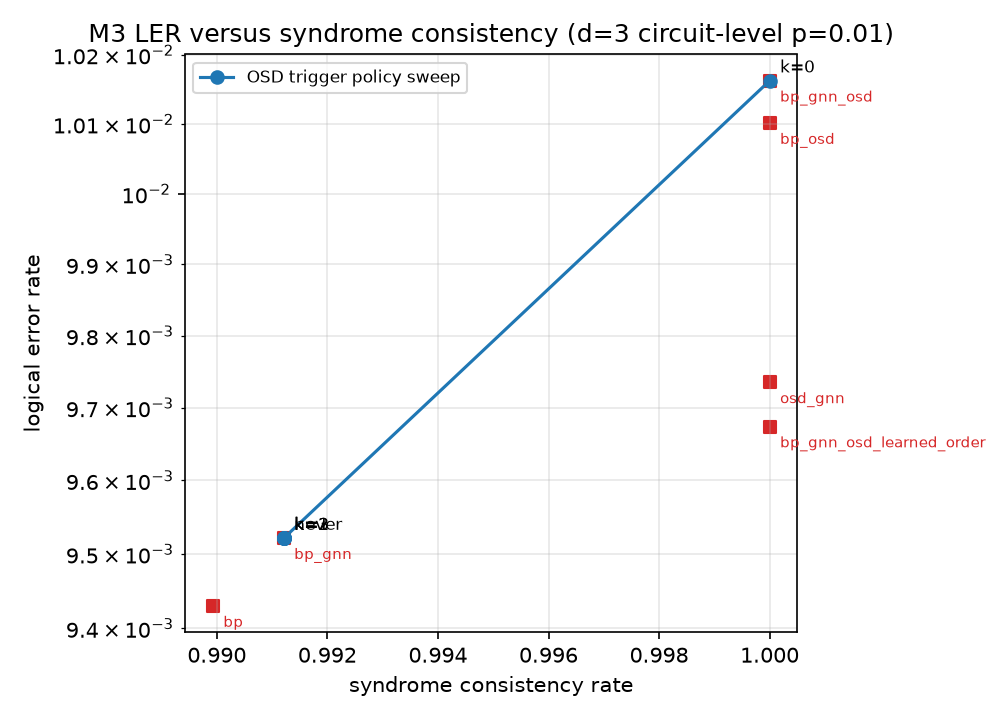 M3 LER versus syndrome consistency (d=3 circuit-level p=0.01)
OSD trigger policy sweep
logical error rate
1.02 × 10⁻²
1.01 × 10⁻²
10⁻²
9.9 × 10⁻³
9.8 × 10⁻³
9.7 × 10⁻³
9.6 × 10⁻³
9.5 × 10⁻³
9.4 × 10⁻³
k=0
bp_gnn_osd
bp_osd
osd_gnn
bp_gnn_osd_learned_order
bp_gnn
bp
0.990 0.992 0.994 0.996 0.998 1.000
syndrome consistency rate